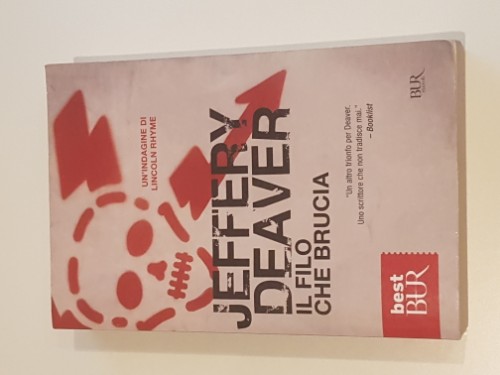 UN'INDAGINE DI
LINCOLN RHYME
JEFFERY
DEAVER
IL FILO
CHE BRUCIA
"Un altro trionfo per Deaver.
Uno scrittore che non tradisce mai."
– Booklist
BUR
best
BUR